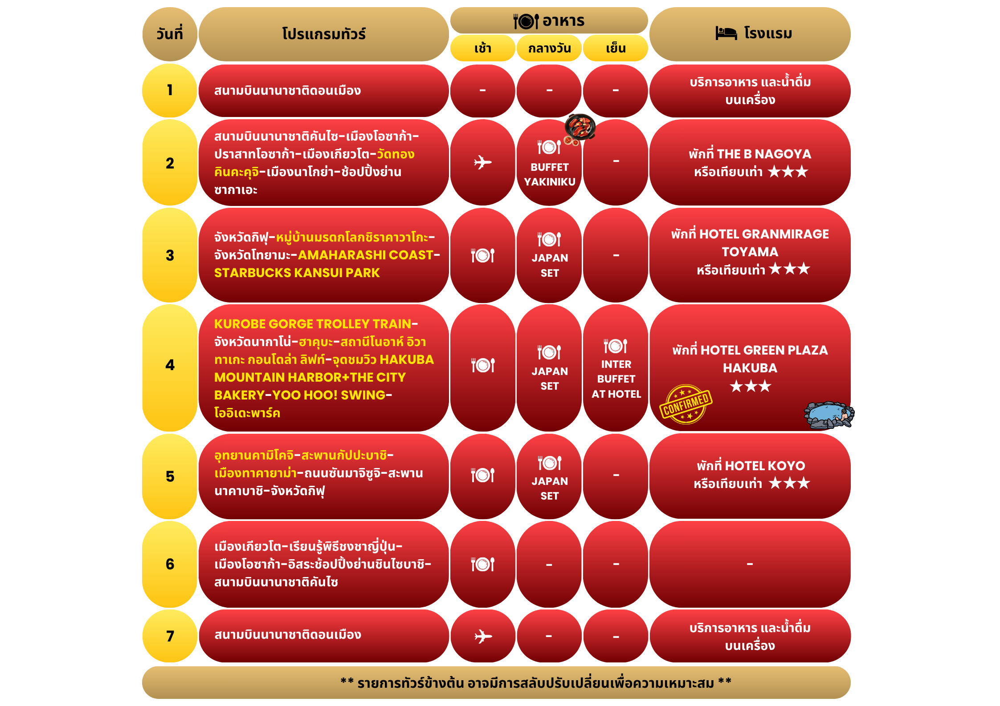 วันที่
โปรแกรมทัวร์
อาหาร
เช้า
กลางวัน
เย็น
โรงแรม
1
สนามบินนานาชาติดอนเมือง
-
-
-
บริการอาหาร และน้ำดื่ม
บนเครื่อง
2
สนามบินนานาชาติคันไซ-เมืองโอซาก้า-
ปราสาทโอซาก้า-เมืองเกียวโต-วัดทอง
คินคะคุจิ-เมืองนาโกย่า-ช้อปปิ้งย่าน
ซากาเอะ
BUFFET
YAKINIKU
-
พักที่ THE B NAGOYA
หรือเทียบเท่า ★★★
3
จังหวัดกิฟุ-หมู่บ้านมรดกโลกชิราคาวาโกะ-
จังหวัดโทยามะ-AMAHARASHI COAST-
STARBUCKS KANSUI PARK
JAPAN
SET
-
พักที่ HOTEL GRANMIRAGE
TOYAMA
หรือเทียบเท่า ★★★
4
KUROBE GORGE TROLLEY TRAIN-
จังหวัดนากาโน่-ฮาคุบะ-สถานีโนอาห์ อิวา
ทาเกะ กอนโดล่า ลิฟท์-จุดชมวิว HAKUBA
MOUNTAIN HARBOR+THE CITY
BAKERY-YOO HOO! SWING-
โออิเดะพาร์ค
JAPAN
SET
INTER
BUFFET
AT HOTEL
พักที่ HOTEL GREEN PLAZA
HAKUBA
★★★
CONFIRMED
5
อุทยานคามิโคจิ-สะพานกัปปะบาชิ-
เมืองทาคายาม่า-ถนนซันมาจิซูจิ-สะพาน
นาคาบาชิ-จังหวัดกิฟุ
JAPAN
SET
-
พักที่ HOTEL KOYO
หรือเทียบเท่า ★★★
6
เมืองเกียวโต-เรียนรู้พิธีชงชาญี่ปุ่น-
เมืองโอซาก้า-อิสระช้อปปิ้งย่านชินไซบาชิ-
สนามบินนานาชาติคันไซ
-
-
-
7
สนามบินนานาชาติดอนเมือง
-
-
บริการอาหาร และน้ำดื่ม
บนเครื่อง
** รายการทัวร์ข้างต้น อาจมีการสลับปรับเปลี่ยนเพื่อความเหมาะสม **